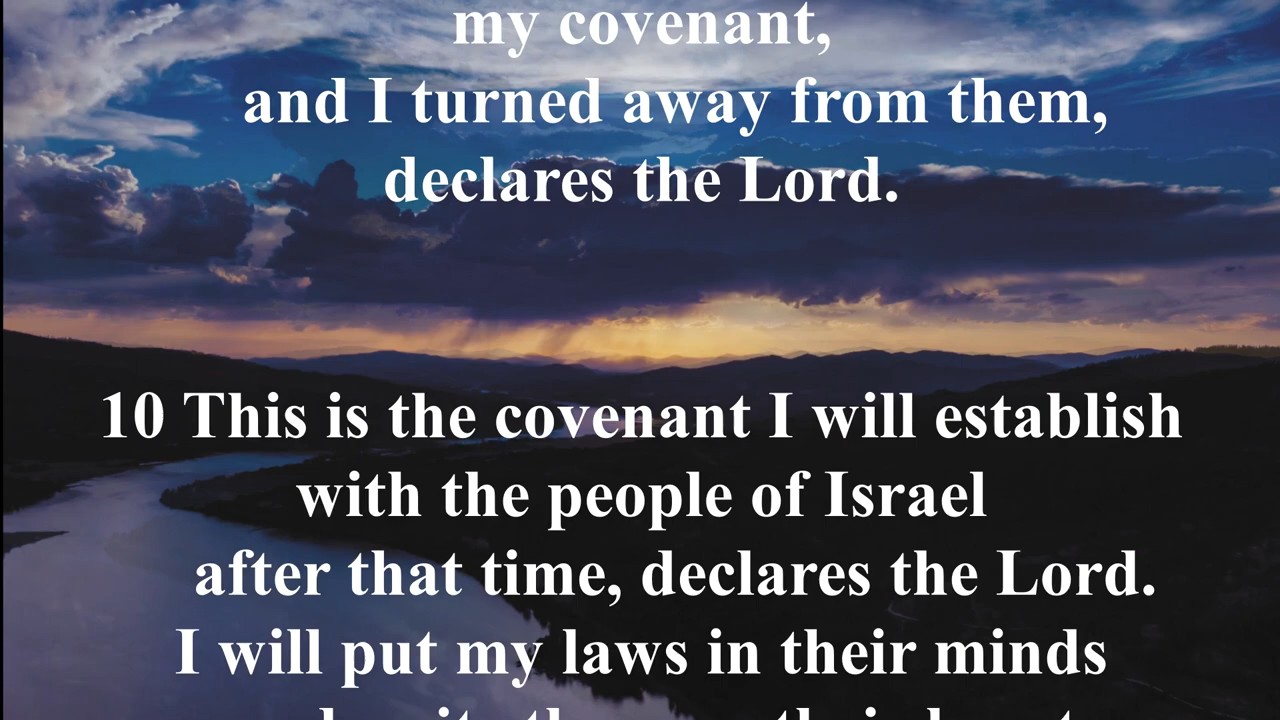 my covenant,
and I turned away from them,
declares the Lord.
10 This is the covenant I will establish
with the people of Israel
after that time, declares the Lord.
I will put my laws in their minds